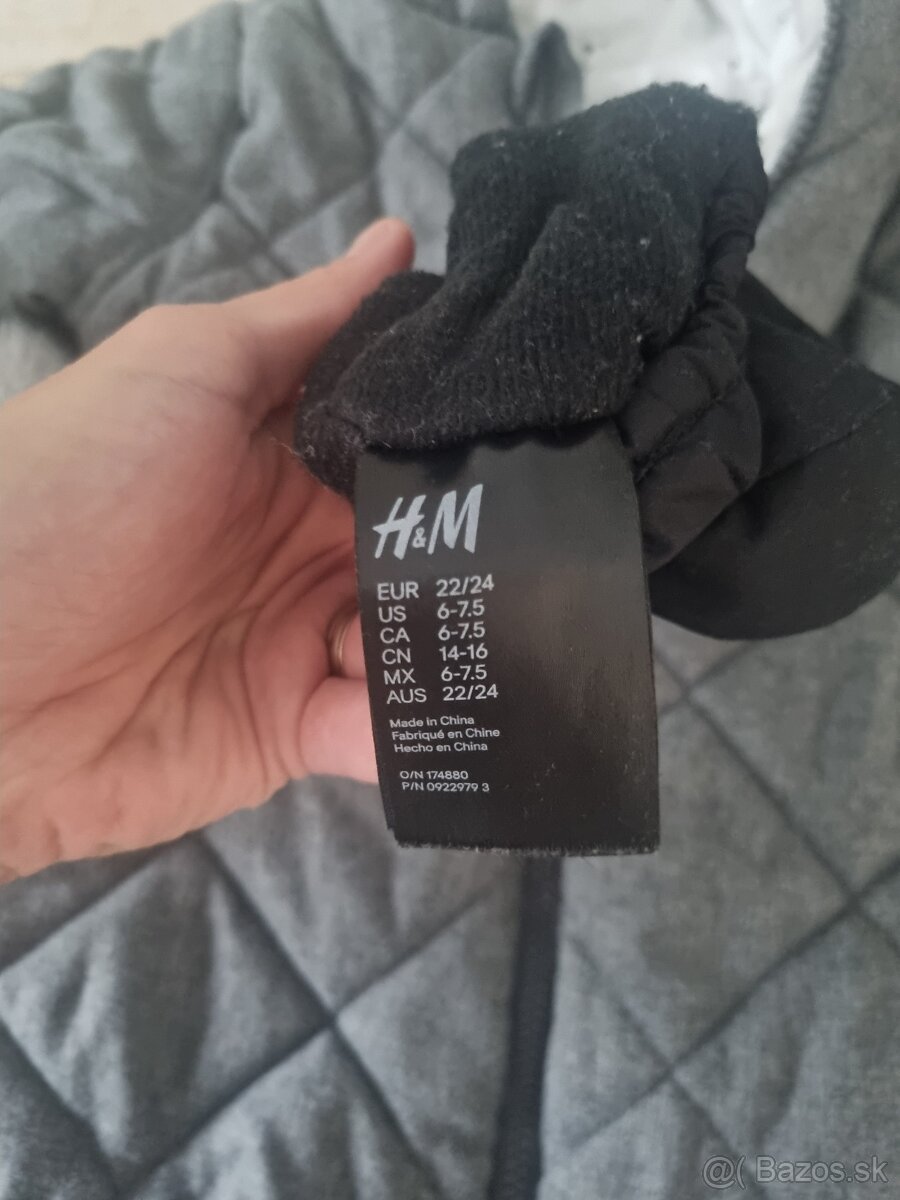 H&M
EUR 22/24
US 6-7.5
CA 6-7.5
CN 14-16
MX 6-7.5
AUS 22/24
Made in China
Fabriqué en Chine
Hecho en China
O/N 174880
P/N 0922979 3
@( Bazos.sk